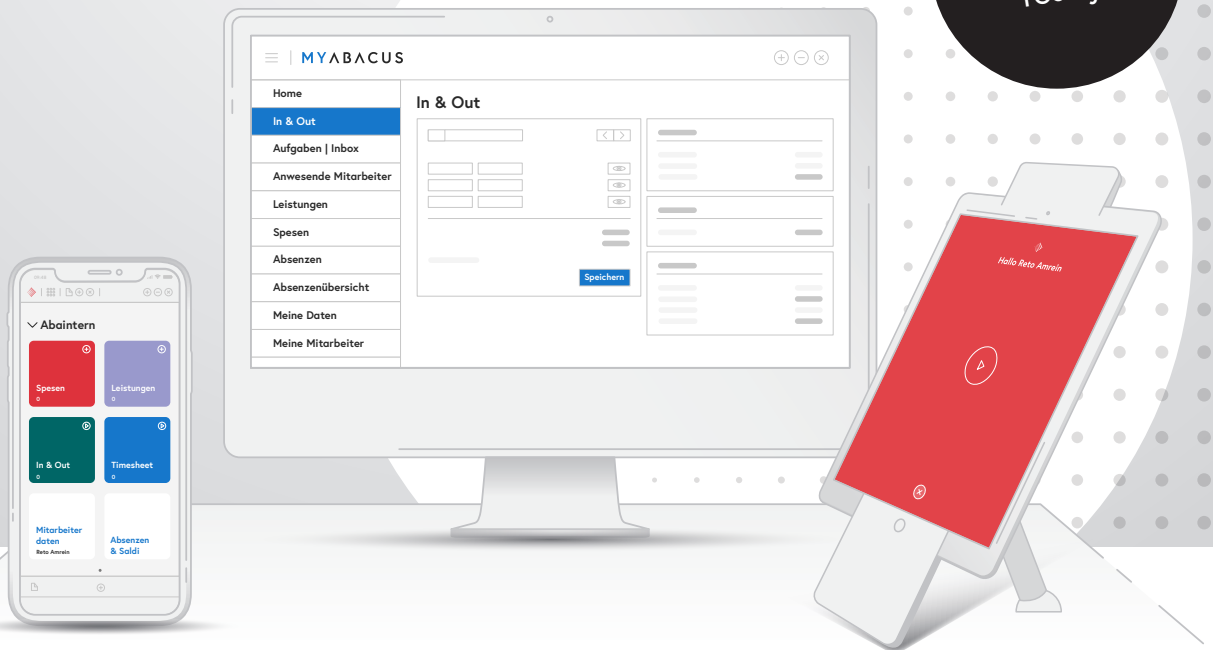 MYΛBΛCUS
Home
In & Out
Aufgaben | Inbox
Anwesende Mitarbeiter
Leistungen
Spesen
Absenzen
Absenzenübersicht
Meine Daten
Meine Mitarbeiter
In & Out
Speichern
Abaintern
Spesen
0
Leistungen
0
In & Out
0
Timesheet
0
Mitarbeiter
daten
Reto Amrein
Absenzen
& Saldi
Hallo Reto Amrein